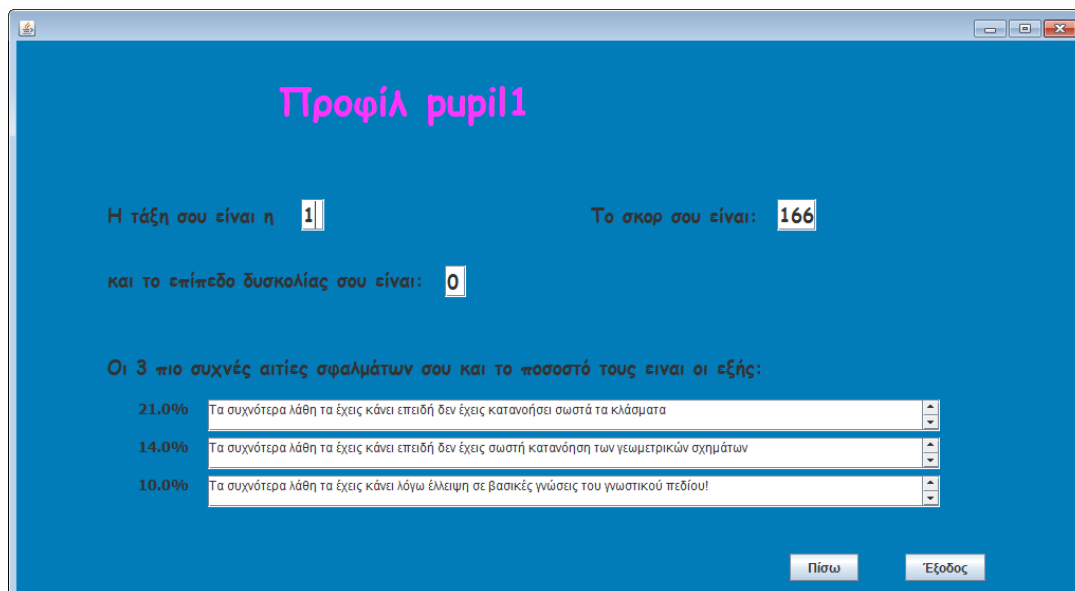 Προφίλ pupil1
Η τάξη σου είναι η 1 Το σκορ σου είναι: 166
και το επίπεδο δυσκολίας σου είναι: 0
Οι 3 πιο συχνές αιτίες σφαλμάτων σου και το ποσοστό τους ειναι οι εξής:
21.0% Τα συχνότερα λάθη τα έχεις κάνει επειδή δεν έχεις κατανοήσει σωστά τα κλάσματα
14.0% Τα συχνότερα λάθη τα έχεις κάνει επειδή δεν έχεις σωστή κατανόηση των γεωμετρικών σχημάτων
10.0% Τα συχνότερα λάθη τα έχεις κάνει λόγω έλλειψη σε βασικές γνώσεις του γνωστικού πεδίου!
Πίσω Έξοδος